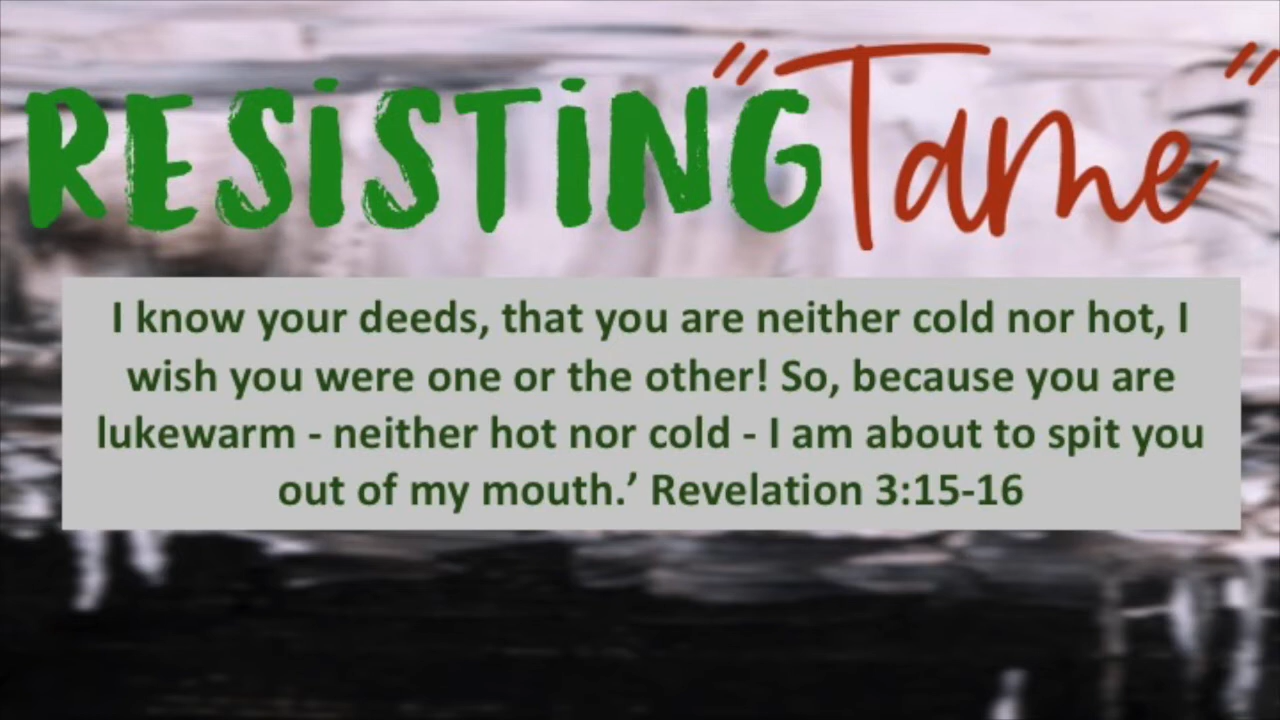 RESiSTiNG "Tame"
I know your deeds, that you are neither cold nor hot, I
wish you were one or the other! So, because you are
lukewarm - neither hot nor cold - I am about to spit you
out of my mouth.’ Revelation 3:15-16